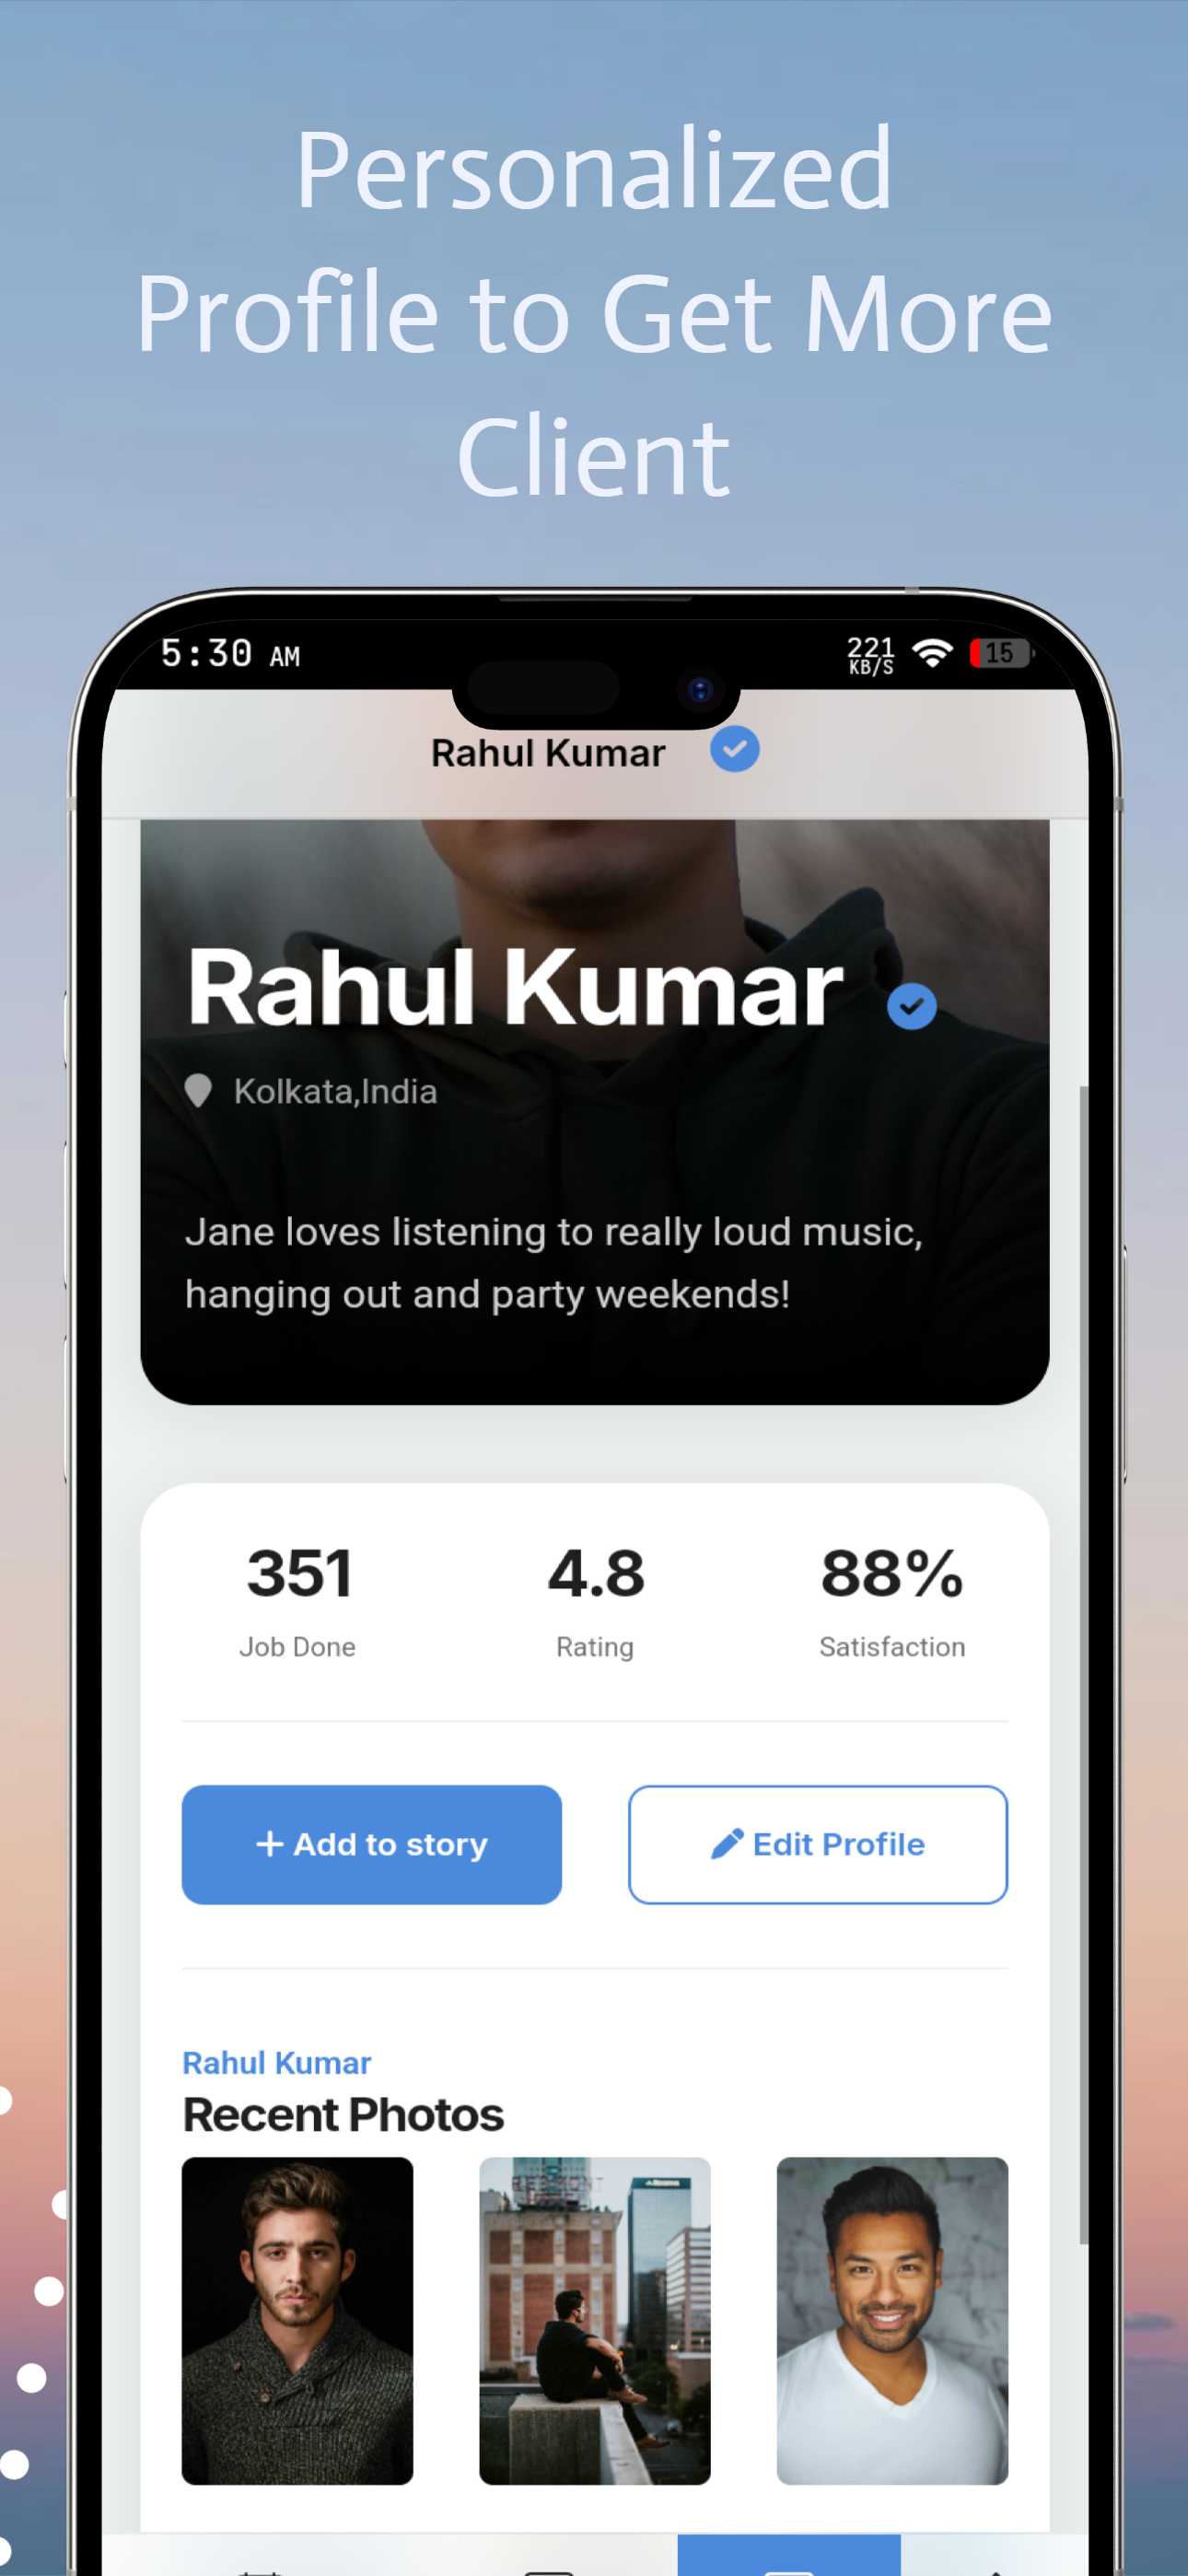 Personalized
Profile to Get More
Client
5:30 AM
221
KB/S
15
Rahul Kumar
Rahul Kumar
Kolkata,India
Jane loves listening to really loud music,
hanging out and party weekends!
351 4.8 88%
Job Done Rating Satisfaction
+ Add to story Edit Profile
Rahul Kumar
Recent Photos